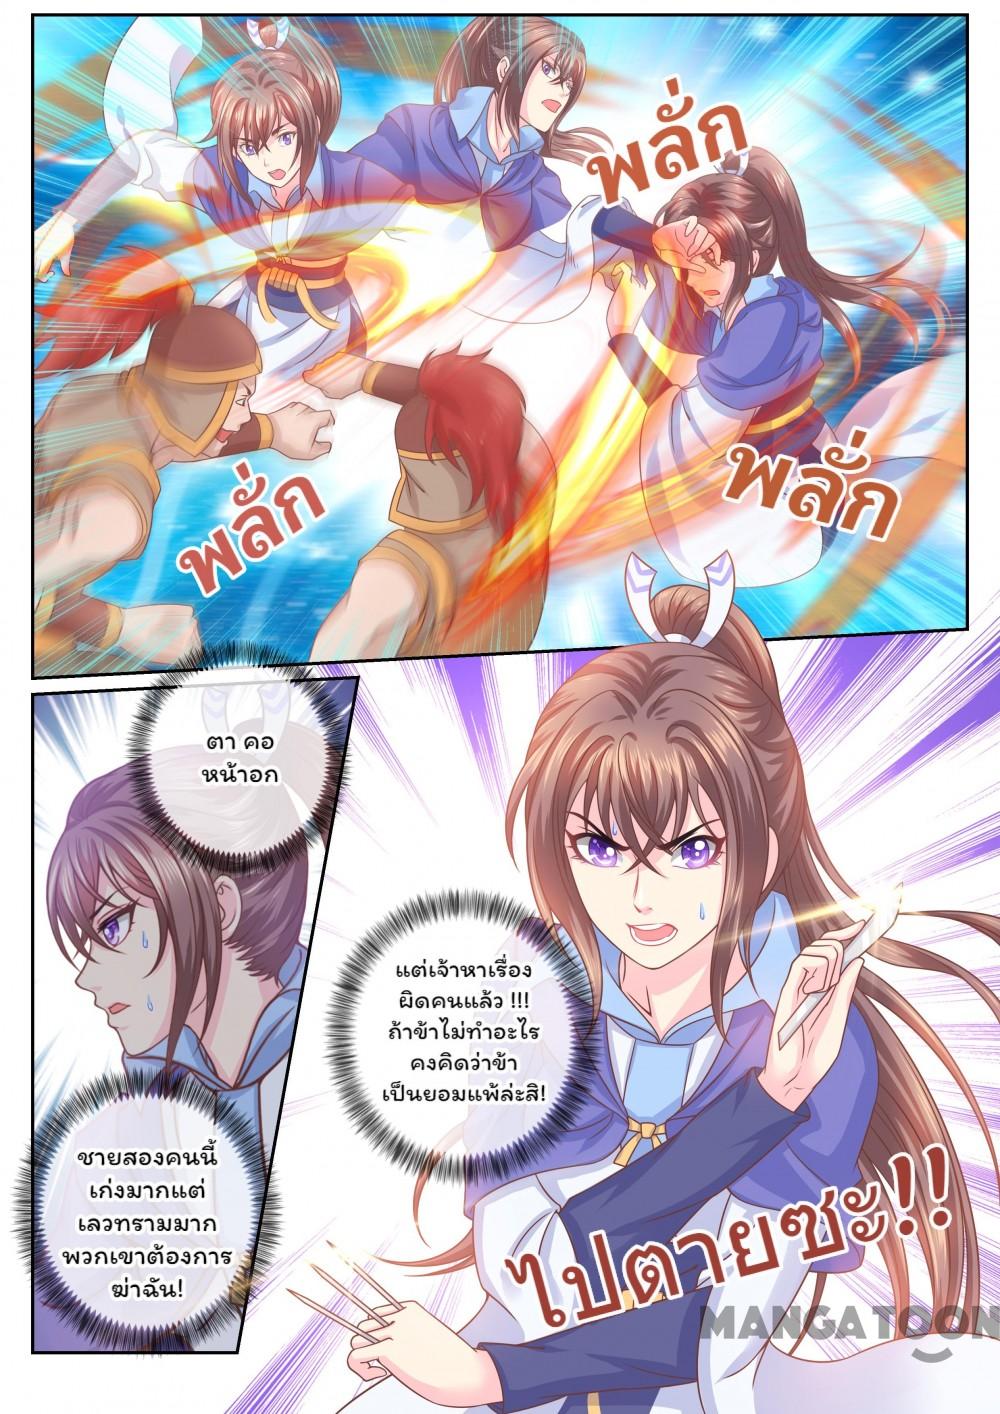 พลั่ก
พลั่ก
พลั่ก
ตา คอ
หน้าอก
แต่เจ้าหาเรื่อง
ผิดคนแล้ว !!!
ถ้าข้าไม่ทำอะไร
คงคิดว่าข้า
เป็นยอมแพ้ล่ะสิ!
ชายสองคนนี้
เก่งมากแต่
เลวทรามมาก
พวกเขาต้องการ
ฆ่าฉัน!
ไปตายซะ!!
MANGATOON